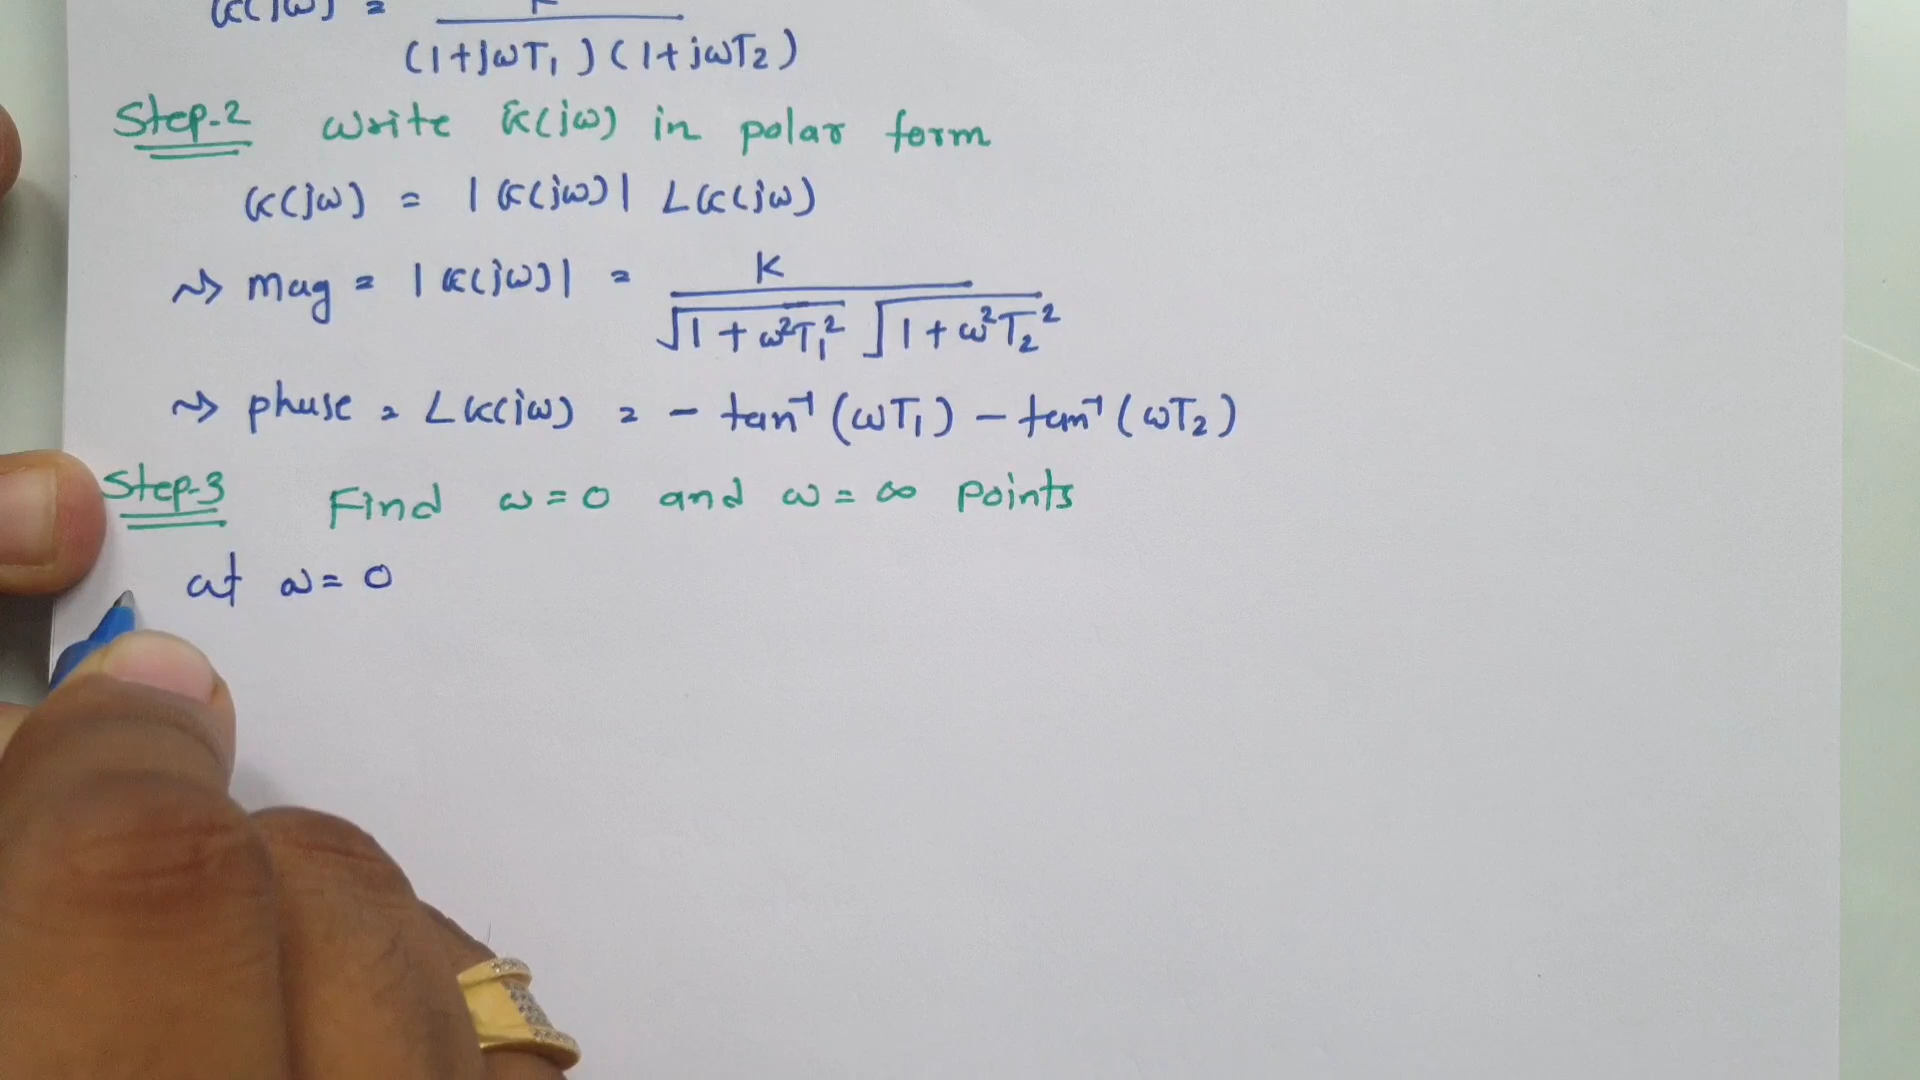 G(jω) = K
(1+jωT₁)(1+jωT₂)
Step-2 write G(jω) in polar form
G(jω) = |G(jω)| ∠G(jω)
⇝ mag = |G(jω)| = K
√1+ω²T₁² √1+ω²T₂²
⇝ phase = ∠G(jω) = - tan⁻¹(ωT₁) - tan⁻¹(ωT₂)
Step-3 Find ω=0 and ω=∞ points
at ω=0